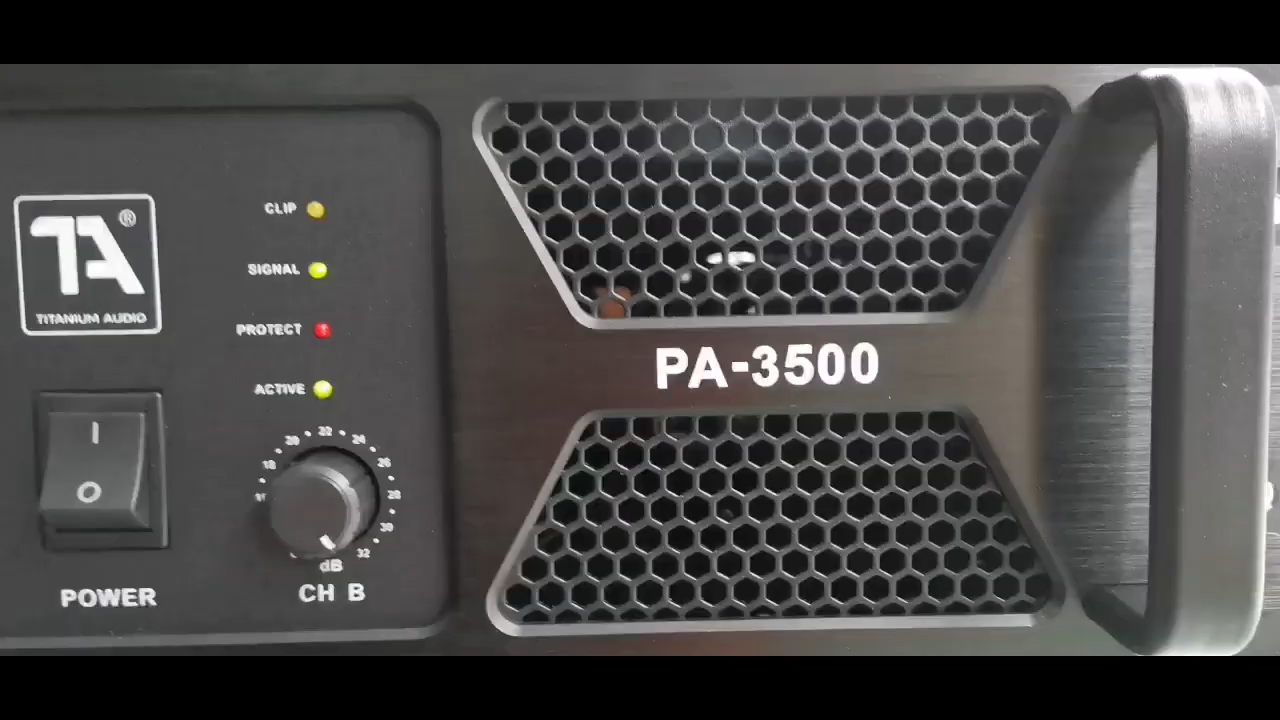 TA®
TITANIUM AUDIO
CLIP
SIGNAL
PROTECT
ACTIVE
PA-3500
I
O
POWER
18
20
22
24
26
28
30
32
dB
CH B